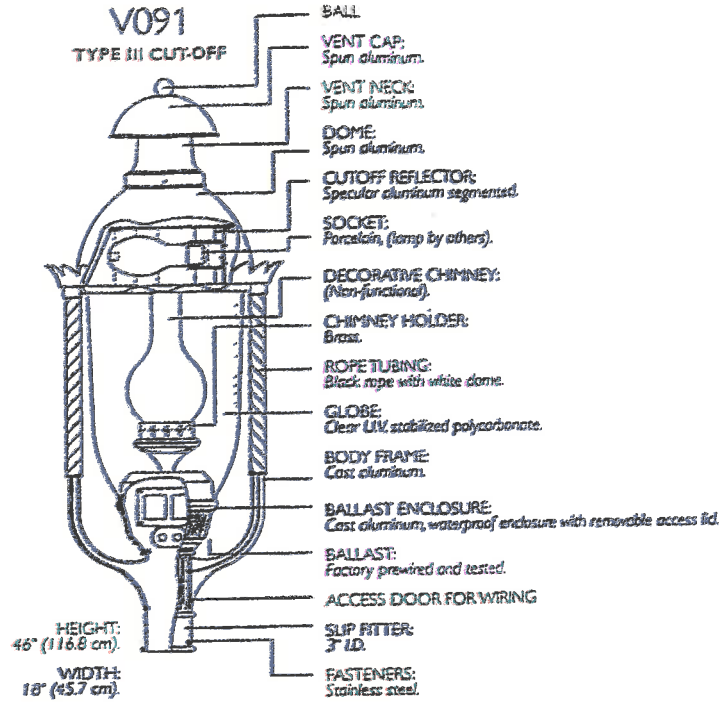 V091
TYPE III CUT-OFF
BALL
VENT CAP:
Spun aluminum.
VENT NECK:
Spun aluminum.
DOME:
Spun aluminum.
CUTOFF REFLECTOR:
Specular aluminum segmented.
SOCKET:
Porcelain, (lamp by others).
DECORATIVE CHIMNEY:
(Non-functional).
CHIMNEY HOLDER:
Brass.
ROPE TUBING:
Black rope with white dome.
GLOBE:
Clear U.V. stabilized polycarbonate.
BODY FRAME:
Cast aluminum.
BALLAST ENCLOSURE:
Cast aluminum, waterproof enclosure with removable access lid.
BALLAST:
Factory prewired and tested.
ACCESS DOOR FOR WIRING
SLIP FITTER:
3" I.D.
FASTENERS:
Stainless steel.
HEIGHT:
46" (116.8 cm).
WIDTH:
18" (45.7 cm).